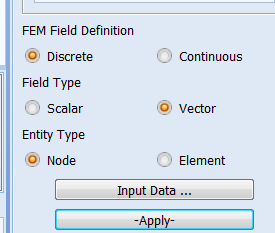 FEM Field Definition
Discrete Continuous
Field Type
Scalar Vector
Entity Type
Node Element
Input Data ...
-Apply-